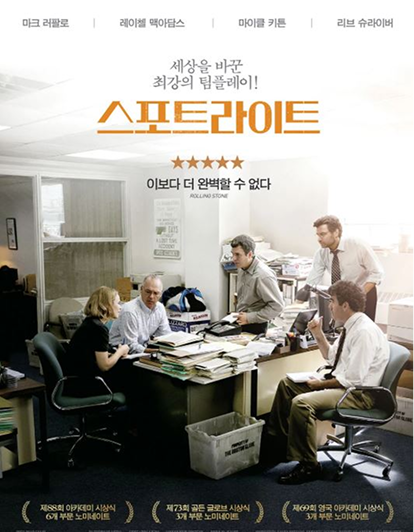 마크 러팔로 | 레이첼 맥아담스 | 마이클 키튼 | 리브 슈라이버
세상을 바꾼
최강의 팀플레이!
스포트라이트
★★★★★
이보다 더 완벽할 수 없다
ROLLING STONE
제88회 아카데미 시상식
6개 부문 노미네이트
제73회 골든 글로브 시상식
3개 부문 노미네이트
제69회 영국 아카데미 시상식
3개 부문 노미네이트